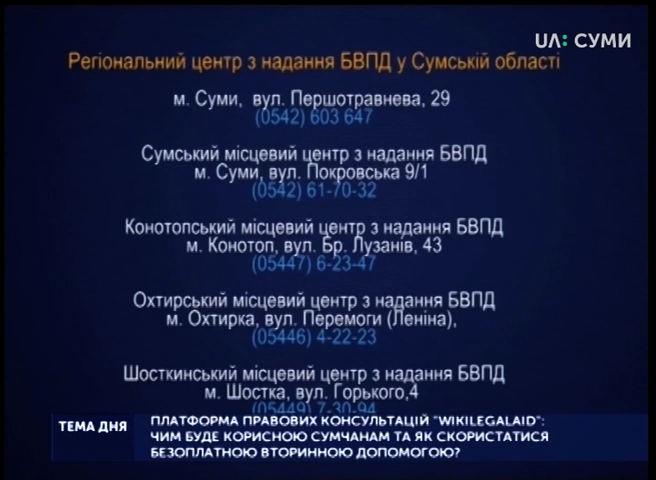 UA: СУМИ
Регіональний центр з надання БВПД у Сумській області
м. Суми, вул. Першотравнева, 29
(0542) 603 647
Сумський місцевий центр з надання БВПД
м. Суми, вул. Покровська 9/1
(0542) 61-70-32
Конотопський місцевий центр з надання БВПД
м. Конотоп, вул. Бр. Лузанів, 43
(05447) 6-23-47
Охтирський місцевий центр з надання БВПД
м. Охтирка, вул. Перемоги (Леніна),
(05446) 4-22-23
Шосткинський місцевий центр з надання БВПД
м. Шостка, вул. Горького,4
(05449) 7-30-94
ТЕМА ДНЯ
ПЛАТФОРМА ПРАВОВИХ КОНСУЛЬТАЦІЙ "WIKILEGALAID":
ЧИМ БУДЕ КОРИСНОЮ СУМЧАНАМ ТА ЯК СКОРИСТАТИСЯ
БЕЗОПЛАТНОЮ ВТОРИННОЮ ДОПОМОГОЮ?